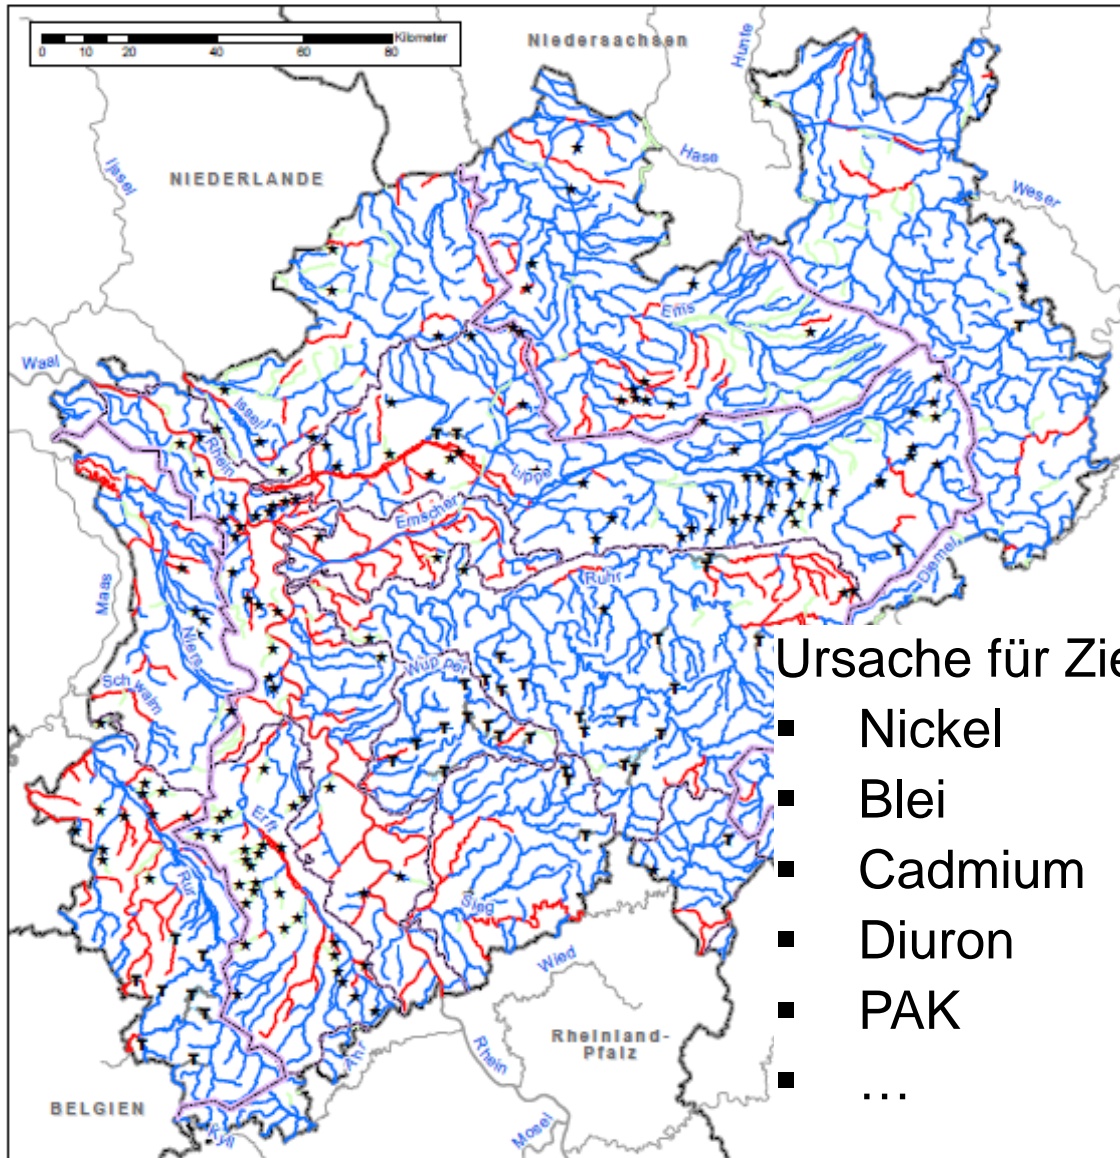 Kilometer
0 10 20 40 60 80
Niedersachsen
Hunte
Hase
Ijssel
NIEDERLANDE
Weser
Ems
Waal
Issel
Rhein
Lippe
Emscher
Maas
Ruhr
Diemel
Niers
Wupper
Schwalm
Ursache für Zie
▪ Nickel
▪ Blei
▪ Cadmium
▪ Diuron
▪ PAK
▪ …
Erft
Rur
Sieg
Wied
Rheinland-
Pfalz
Ahr
Rhein
BELGIEN
Kyll
Mosel